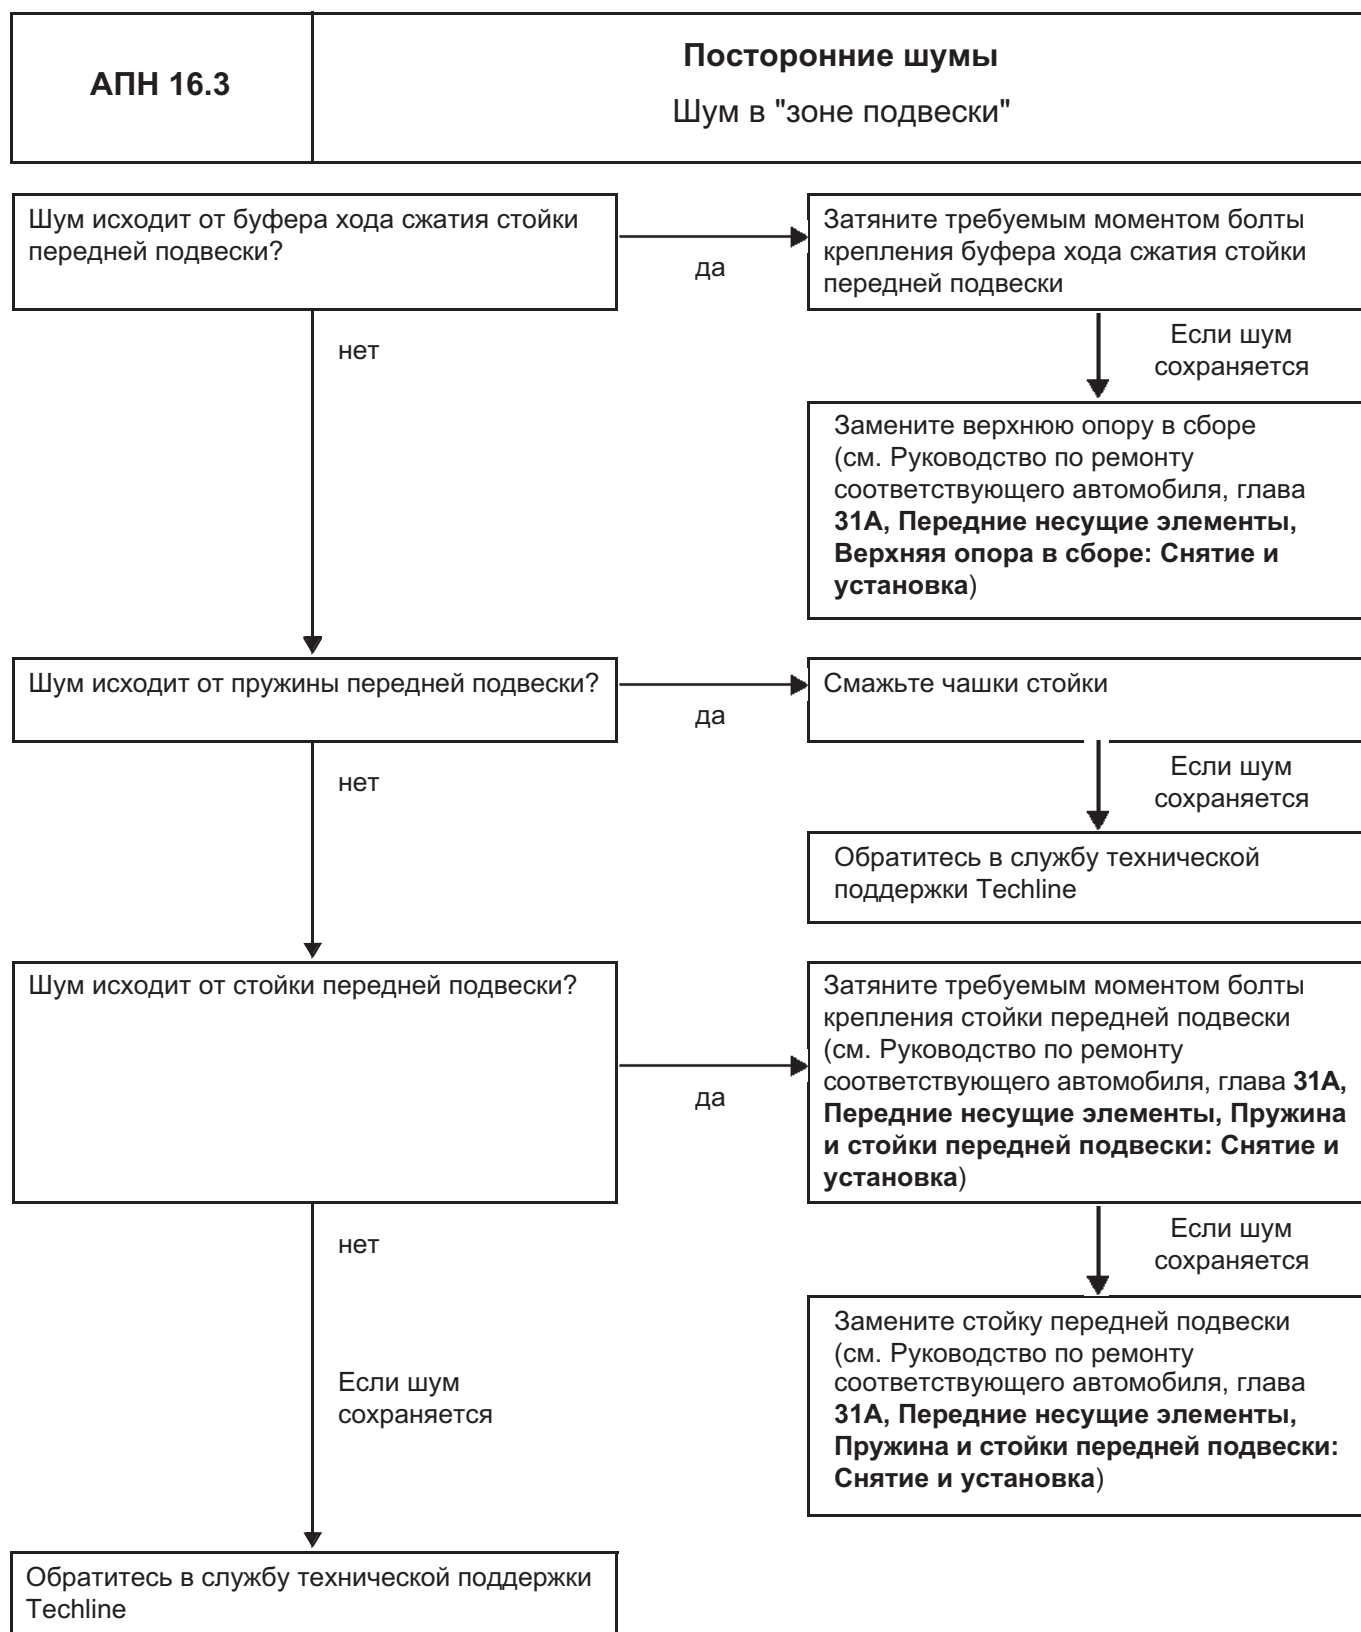 АПН 16.3
Посторонние шумы
Шум в "зоне подвески"
Шум исходит от буфера хода сжатия стойки
передней подвески?
да
Затяните требуемым моментом болты
крепления буфера хода сжатия стойки
передней подвески
нет
Если шум
сохраняется
Замените верхнюю опору в сборе
(см. Руководство по ремонту
соответствующего автомобиля, глава
31A, Передние несущие элементы,
Верхняя опора в сборе: Снятие и
установка)
Шум исходит от пружины передней подвески?
да
Смажьте чашки стойки
нет
Если шум
сохраняется
Обратитесь в службу технической
поддержки Techline
Шум исходит от стойки передней подвески?
да
Затяните требуемым моментом болты
крепления стойки передней подвески
(см. Руководство по ремонту
соответствующего автомобиля, глава 31A,
Передние несущие элементы, Пружина
и стойки передней подвески: Снятие и
установка)
нет
Если шум
сохраняется
Замените стойку передней подвески
(см. Руководство по ремонту
соответствующего автомобиля, глава
31A, Передние несущие элементы,
Пружина и стойки передней подвески:
Снятие и установка)
Если шум
сохраняется
Обратитесь в службу технической поддержки
Techline